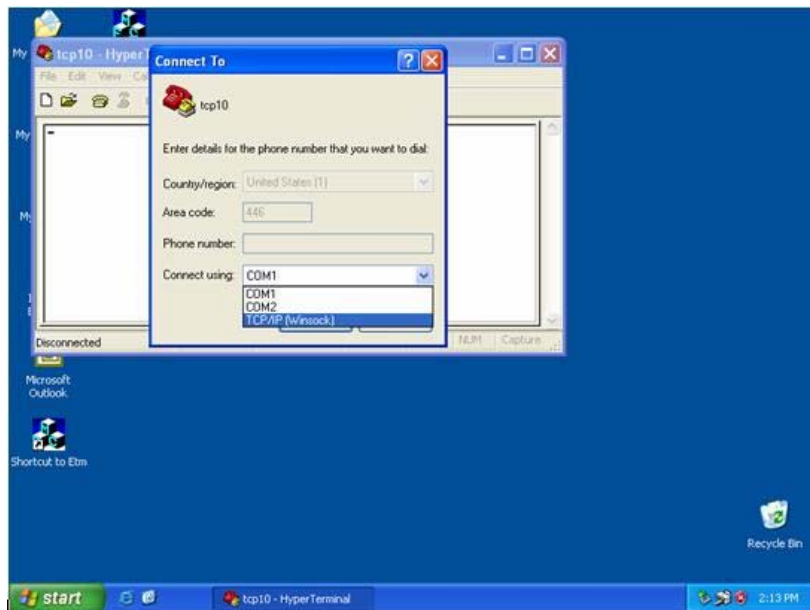 My
tcp10 - HyperT
File Edit View Ca
Connect To
tcp10
Enter details for the phone number that you want to dial:
Country/region: United States (1)
Area code: 446
Phone number:
Connect using: COM1
COM1
COM2
TCP/IP (Winsock)
Disconnected
NUM Capture
My
Microsoft
Outlook
Shortcut to Etm
Recycle Bin
start
tcp10 - HyperTerminal
2:13 PM